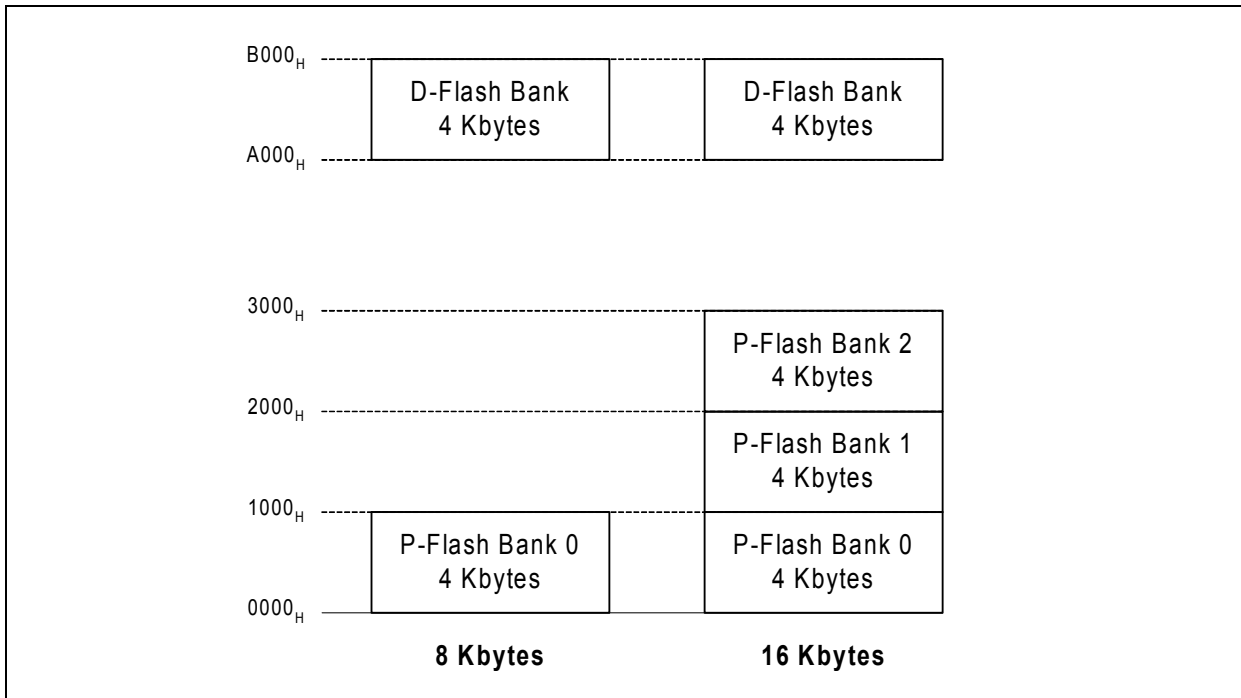 B000H
D-Flash Bank
4 Kbytes
D-Flash Bank
4 Kbytes
A000H
3000H
P-Flash Bank 2
4 Kbytes
2000H
P-Flash Bank 1
4 Kbytes
1000H
P-Flash Bank 0
4 Kbytes
P-Flash Bank 0
4 Kbytes
0000H
8 Kbytes
16 Kbytes